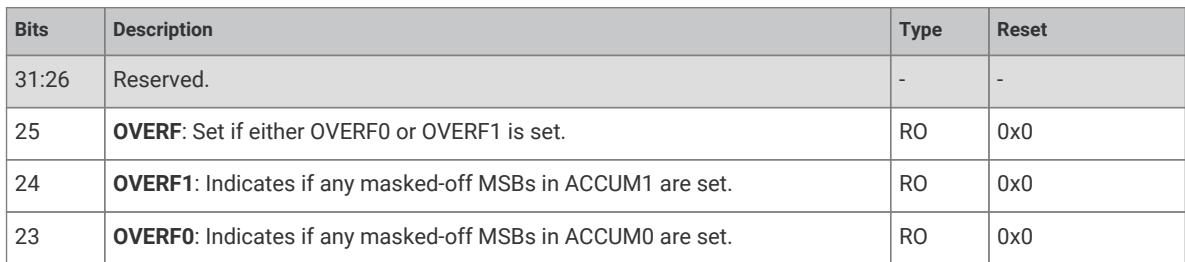 Bits Description Type Reset
31:26 Reserved. - -
25 OVERF: Set if either OVERF0 or OVERF1 is set. RO 0x0
24 OVERF1: Indicates if any masked-off MSBs in ACCUM1 are set. RO 0x0
23 OVERF0: Indicates if any masked-off MSBs in ACCUM0 are set. RO 0x0